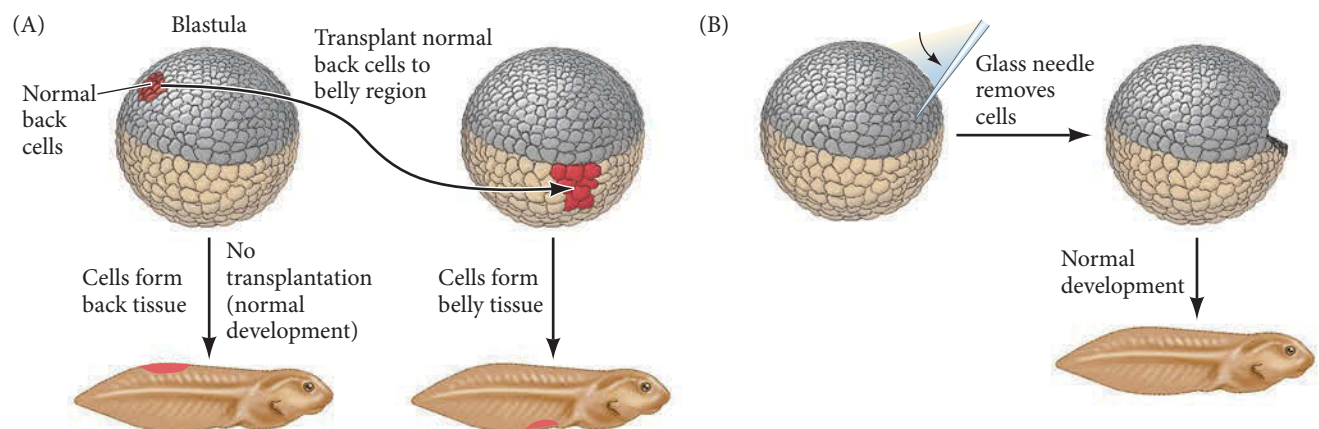 (A)
Blastula
Normal
back
cells
Transplant normal
back cells to
belly region
Cells form
back tissue
No
transplantation
(normal
development)
Cells form
belly tissue
(B)
Glass needle
removes
cells
Normal
development